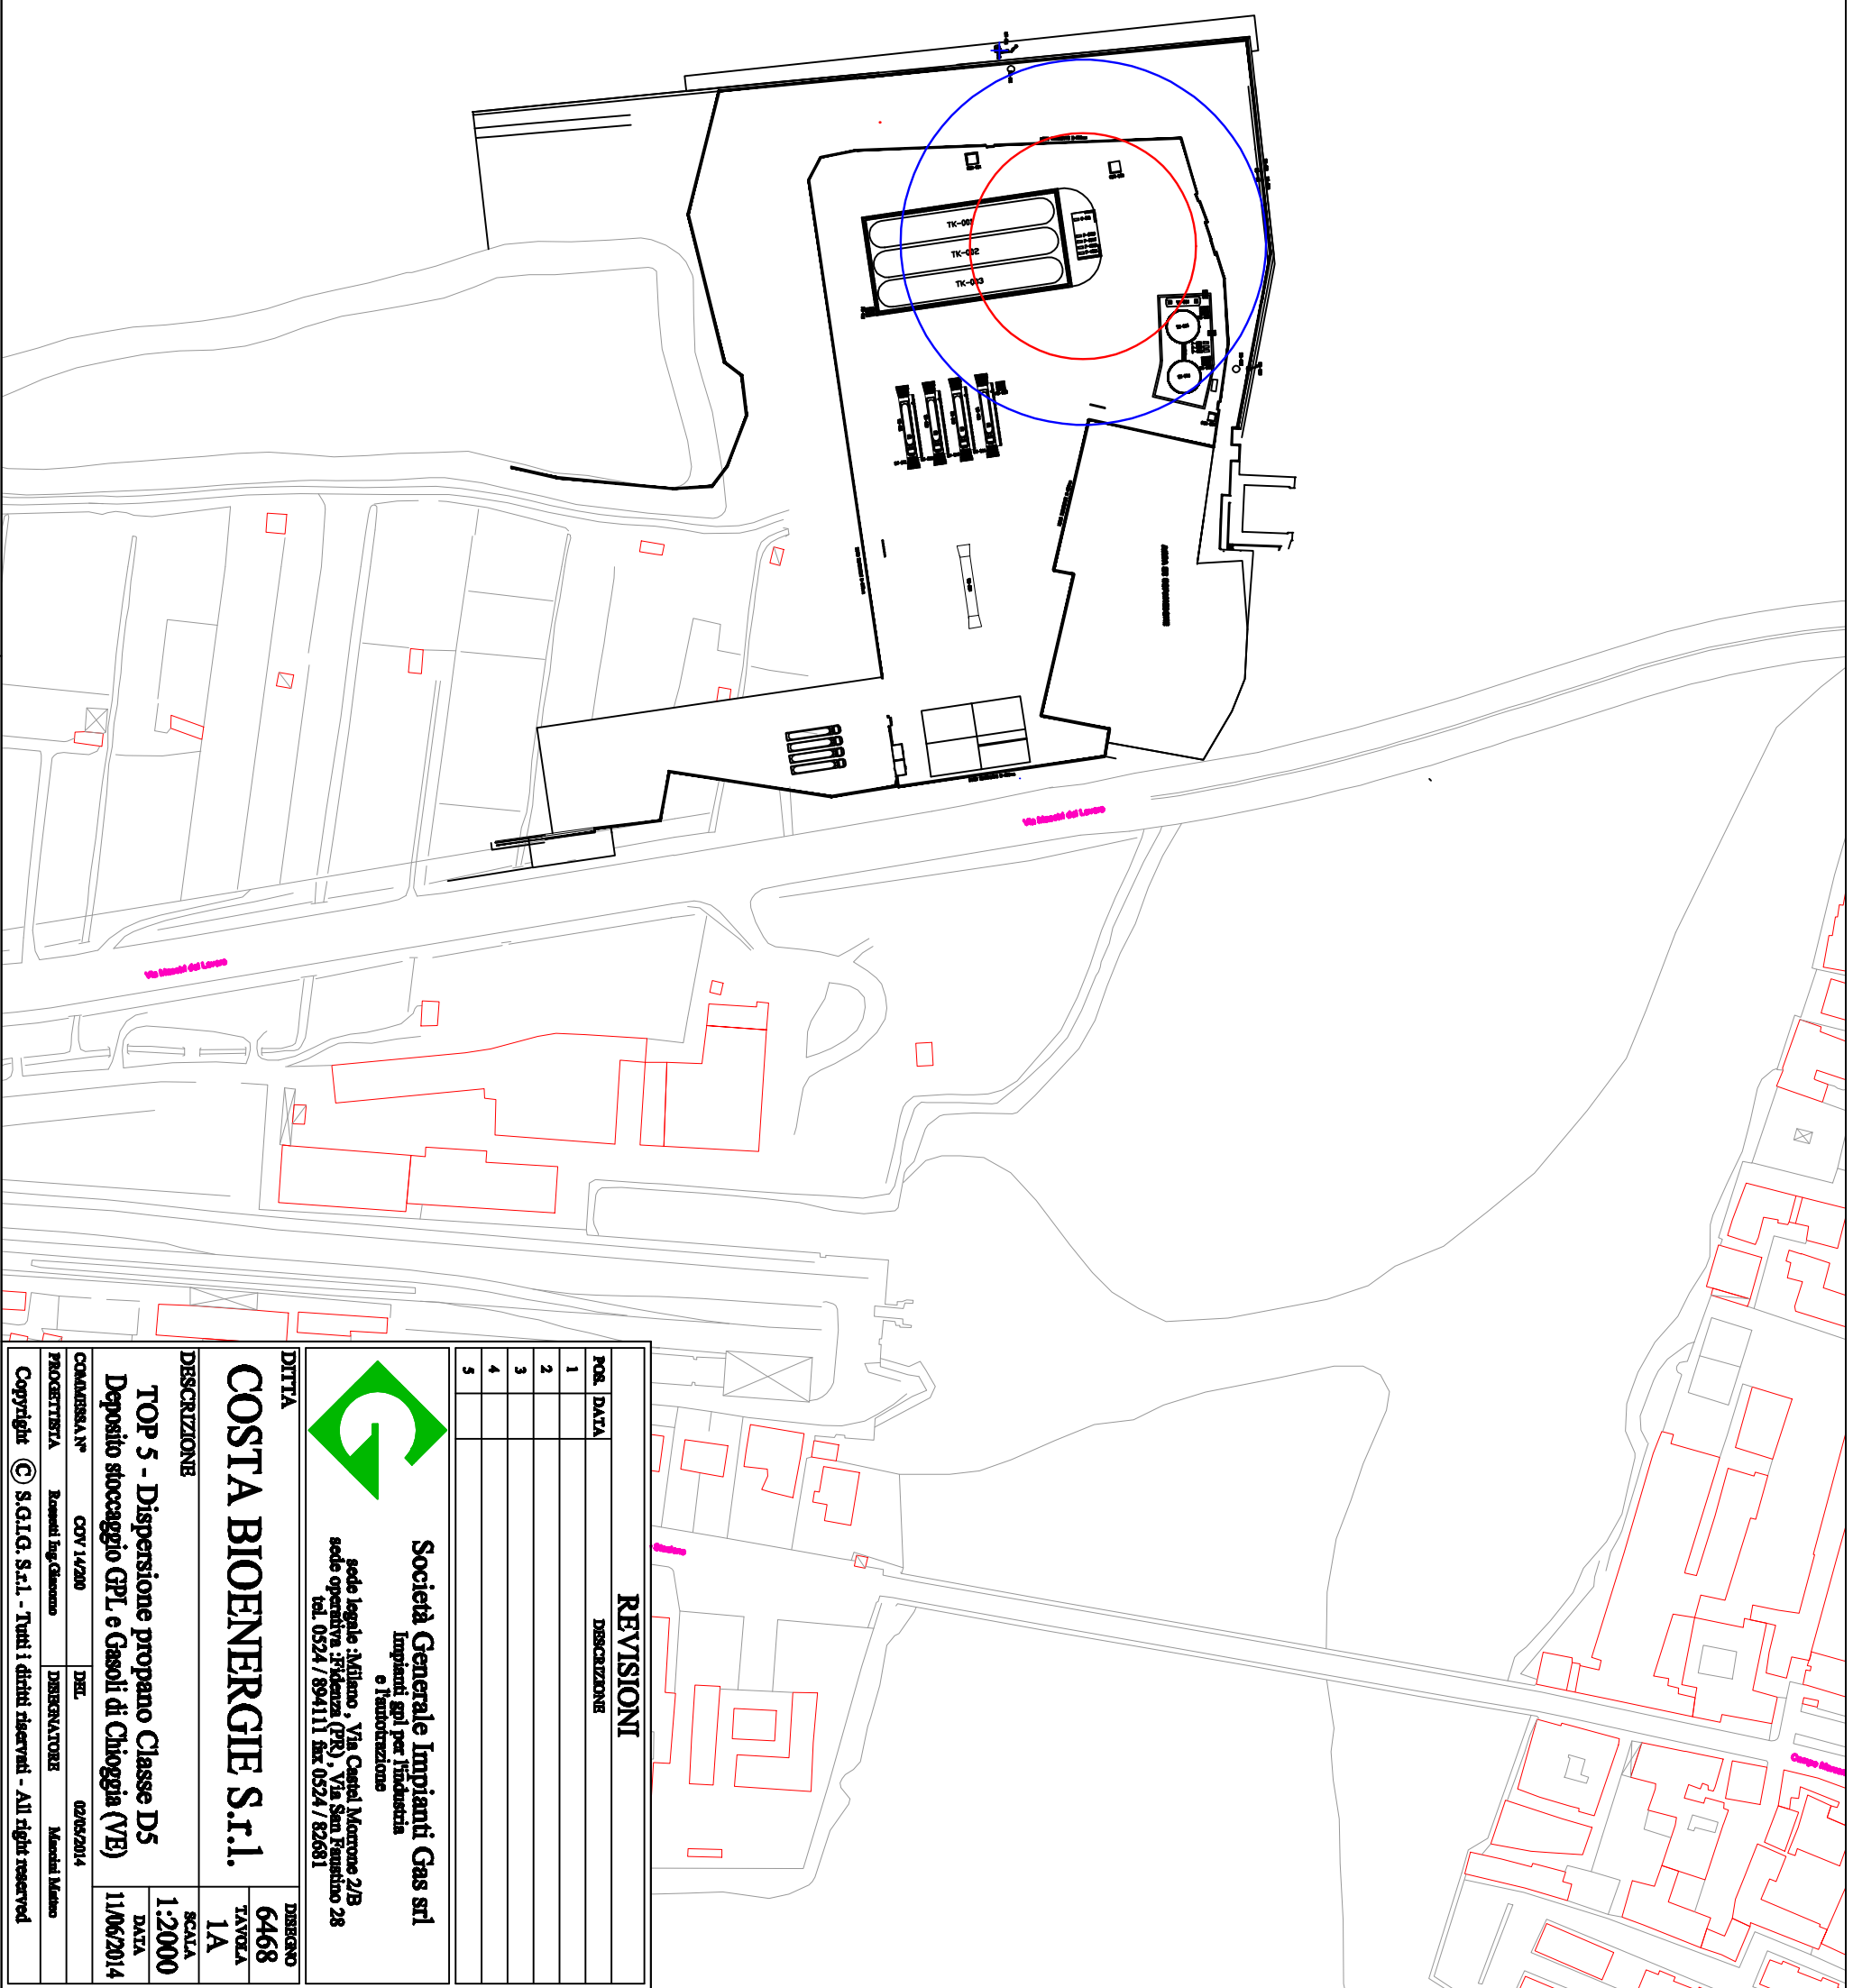 TK-001
TK-002
TK-003
Via Maestri del Lavoro
Via Maestri del Lavoro
REVISIONI
POS. DATA DESCRIZIONE
1
2
3
4
5
Società Generale Impianti Gas srl
Impianti gpl per l'industria
e l'autotrazione
sede legale :Milano , Via Castel Morrone 2/B
sede operativa :Fidenza (PR) , Via San Faustino 28
tel. 0524 / 894111 fax 0524 / 82681
DITTA
COSTA BIOENERGIE S.r.l.
DISEGNO
6468
TAVOLA
1A
DESCRIZIONE
TOP 5 - Dispersione propano Classe D5
Deposito stoccaggio GPL e Gasoli di Chioggia (VE)
SCALA
1:2000
DATA
11/06/2014
COMMESSA N° COV 14/200 DEL 02/05/2014
PROGETTISTA Rossetti Ing.Giacomo DISEGNATORE Mancini Matteo
Copyright © S.G.I.G. S.r.l. - Tutti i diritti riservati - All right reserved